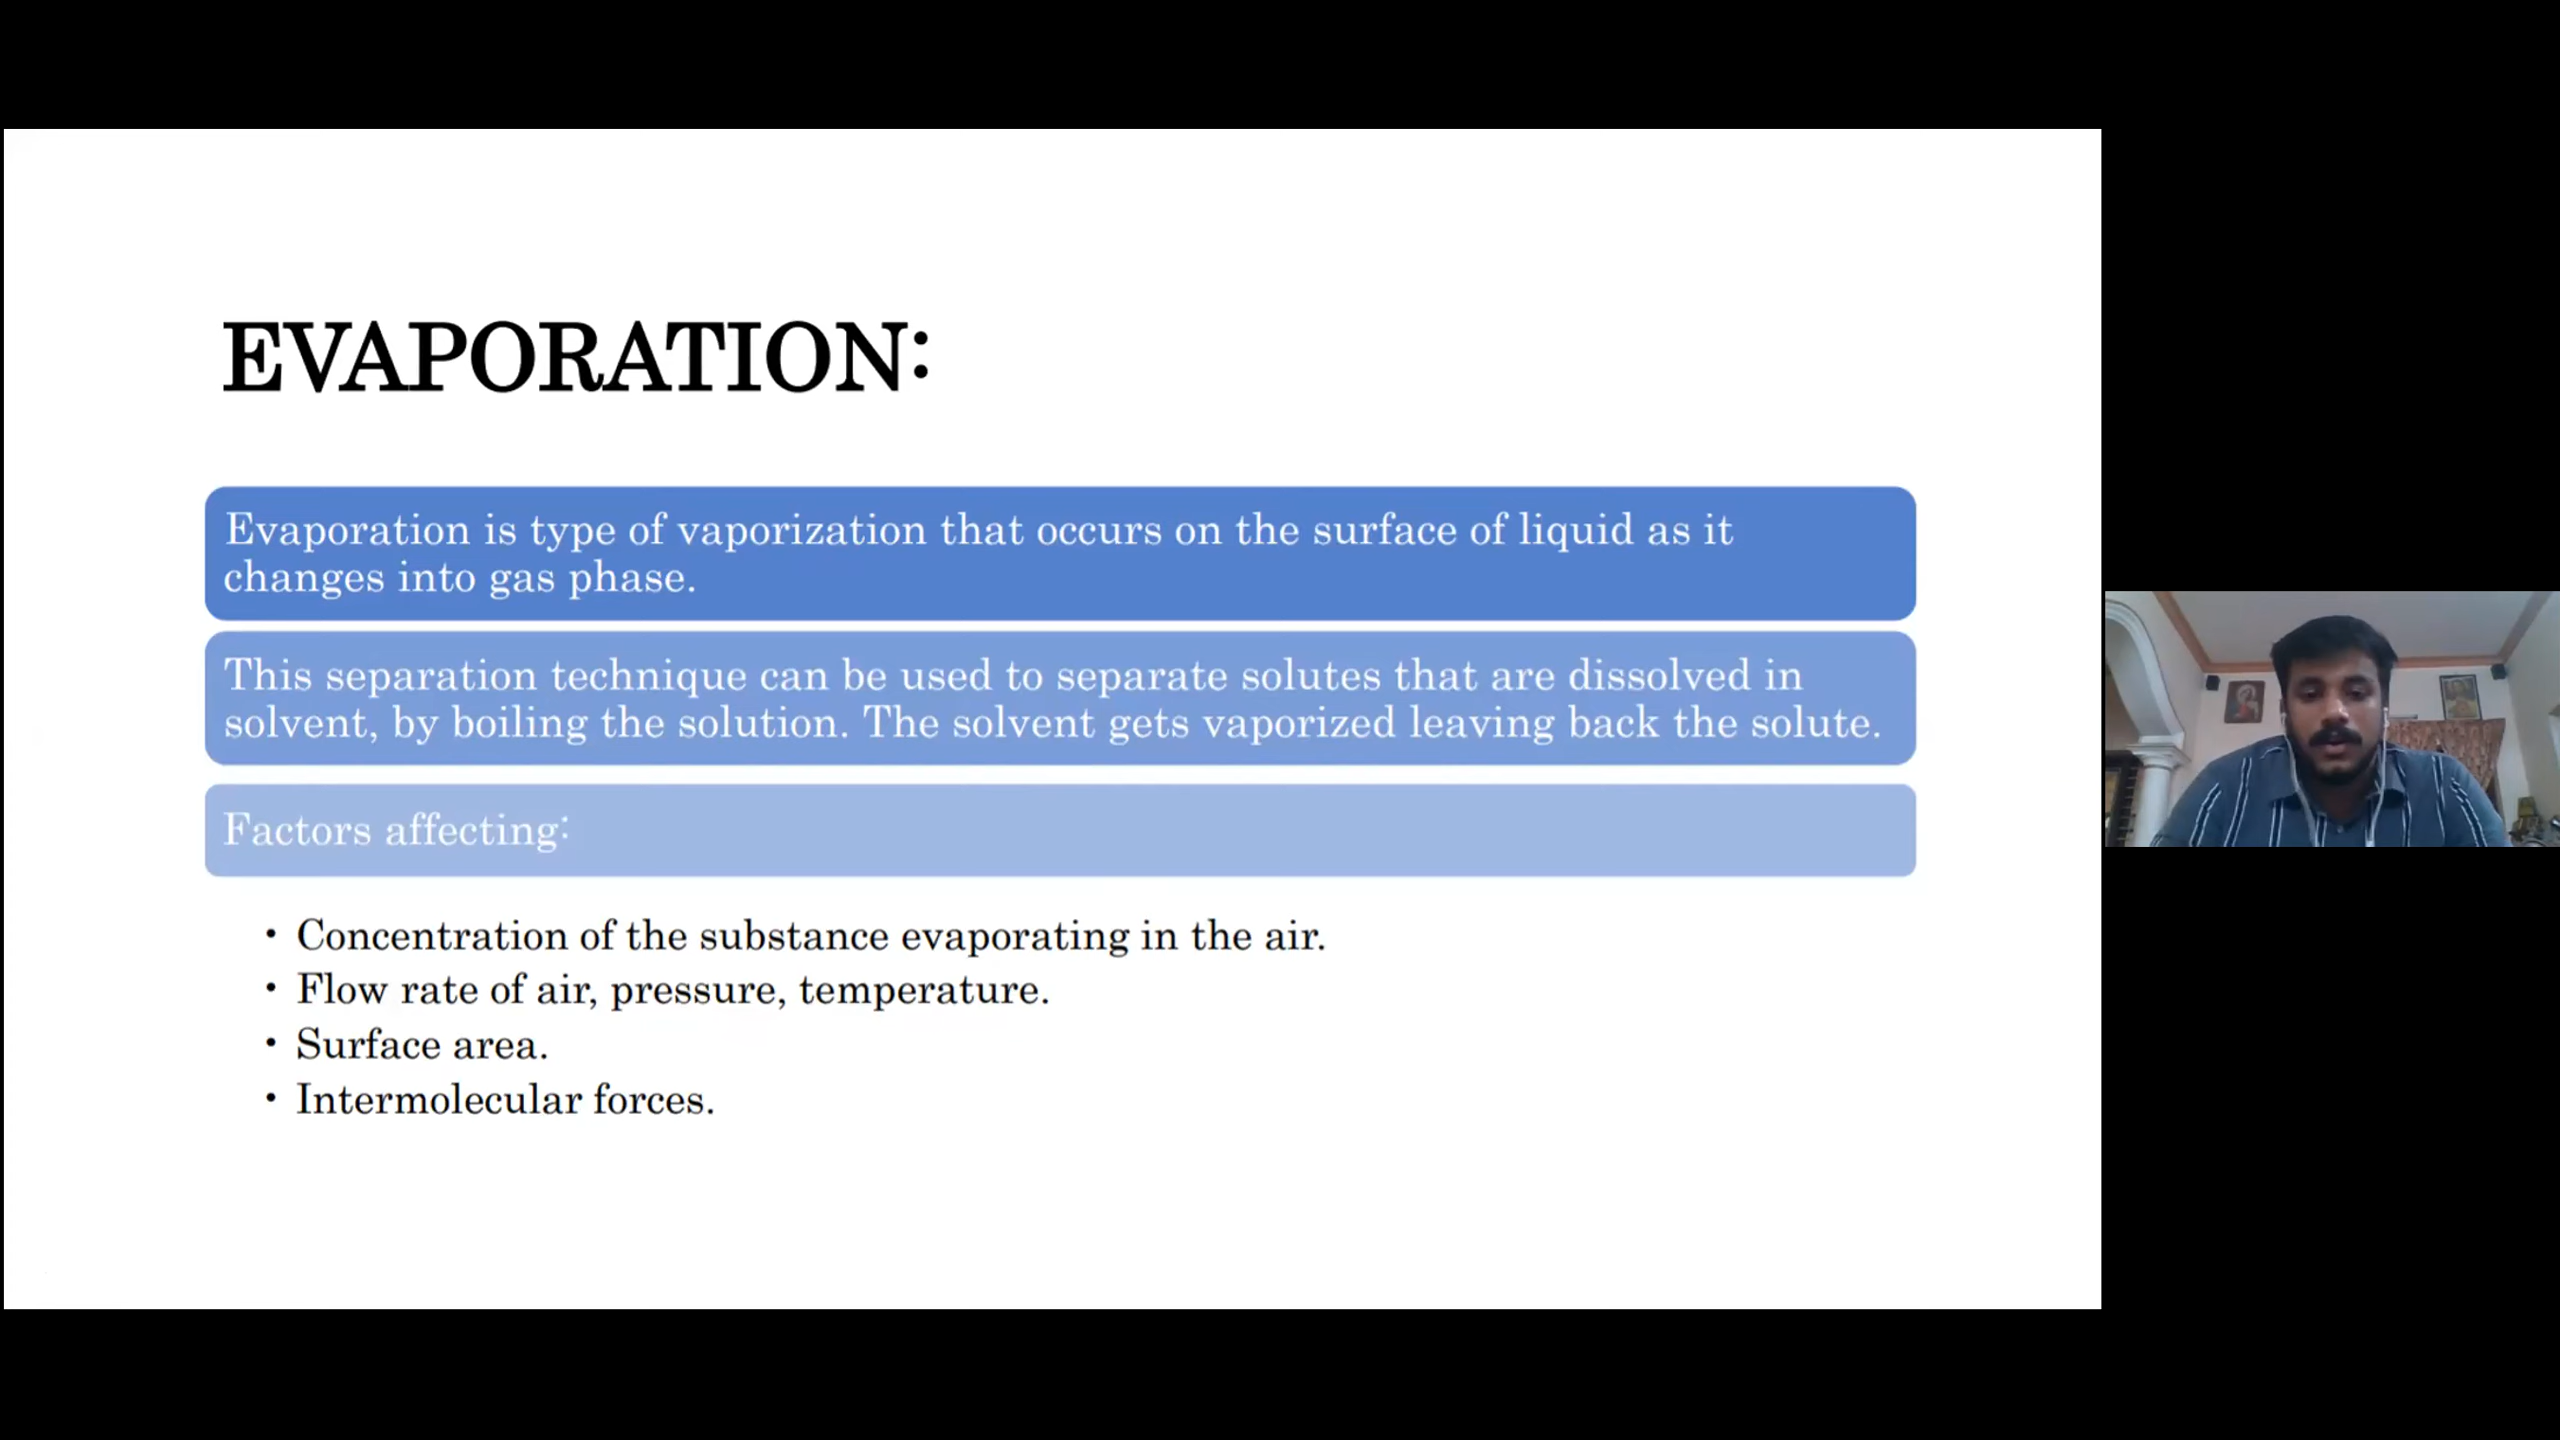 EVAPORATION:
Evaporation is type of vaporization that occurs on the surface of liquid as it
changes into gas phase.
This separation technique can be used to separate solutes that are dissolved in
solvent, by boiling the solution. The solvent gets vaporized leaving back the solute.
Factors affecting:
• Concentration of the substance evaporating in the air.
• Flow rate of air, pressure, temperature.
• Surface area.
• Intermolecular forces.